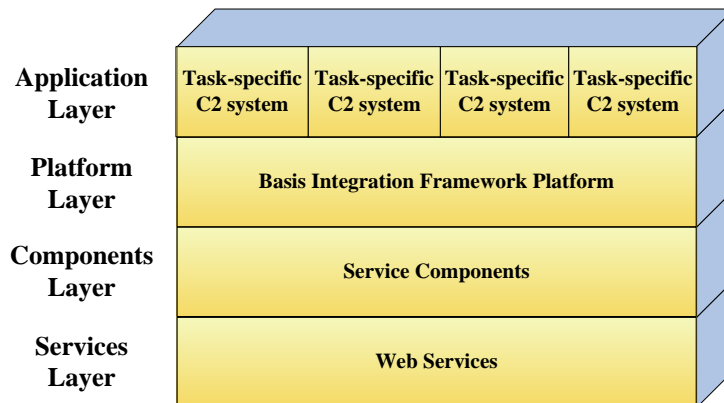 Application
Layer
Task-specific
C2 system
Task-specific
C2 system
Task-specific
C2 system
Task-specific
C2 system
Platform
Layer
Basis Integration Framework Platform
Components
Layer
Service Components
Services
Layer
Web Services